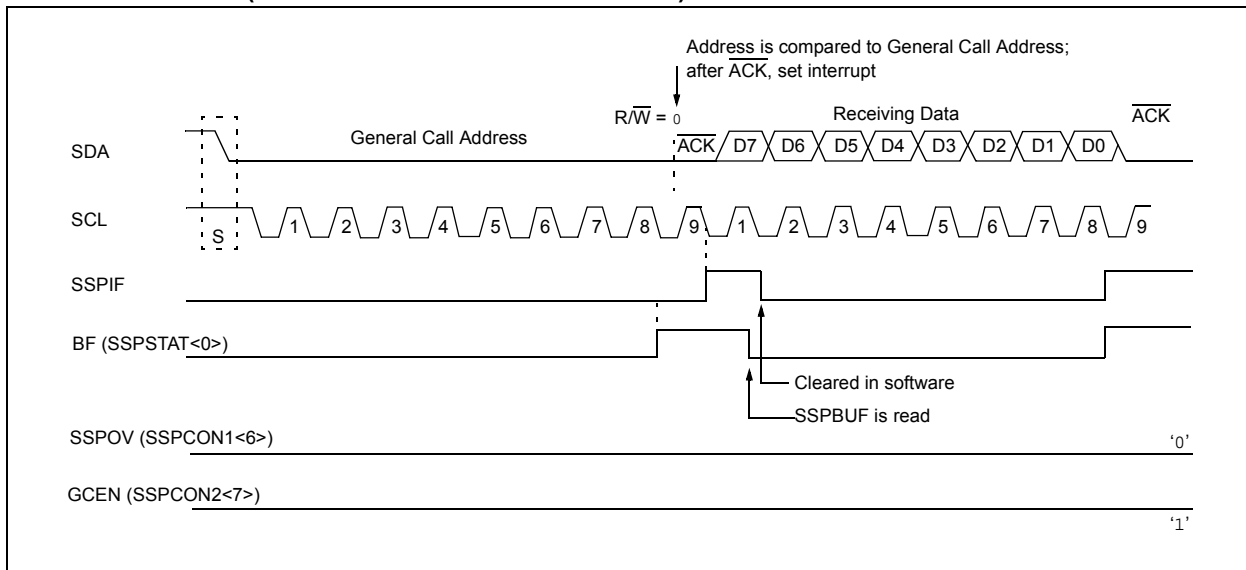 Address is compared to General Call Address;
after ACK, set interrupt
R/W = 0
General Call Address
Receiving Data
ACK
SDA
ACK D7 D6 D5 D4 D3 D2 D1 D0
SCL
S 1 2 3 4 5 6 7 8 9 1 2 3 4 5 6 7 8 9
SSPIF
BF (SSPSTAT<0>)
Cleared in software
SSPBUF is read
SSPOV (SSPCON1<6>)
‘0’
GCEN (SSPCON2<7>)
‘1’